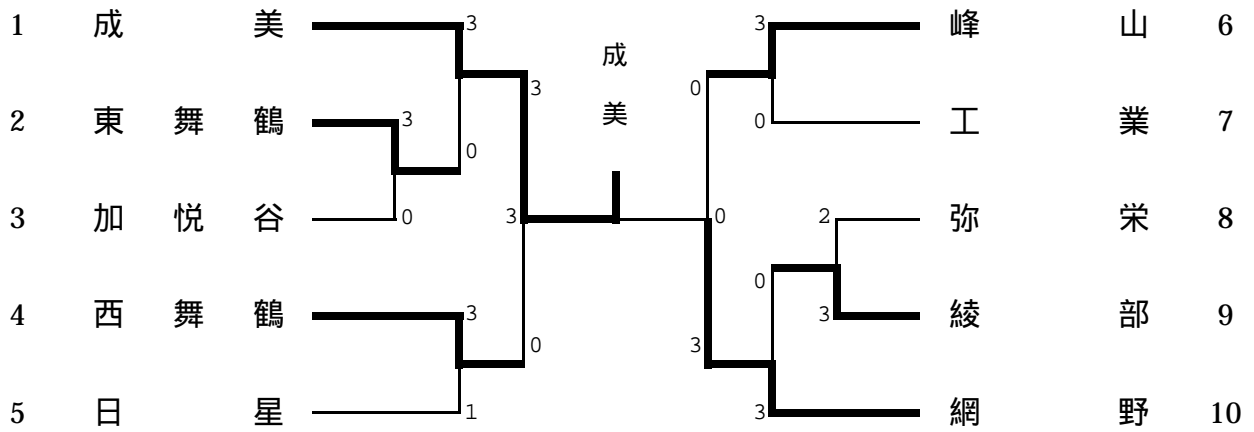 1 成美 3 3 峰山 6
成美
3 0
2 東舞鶴 3 0 工業 7
0
3 加悦谷 0 3 0 2 弥栄 8
0
4 西舞鶴 3 3 綾部 9
0 3
5 日星 1 3 網野 10